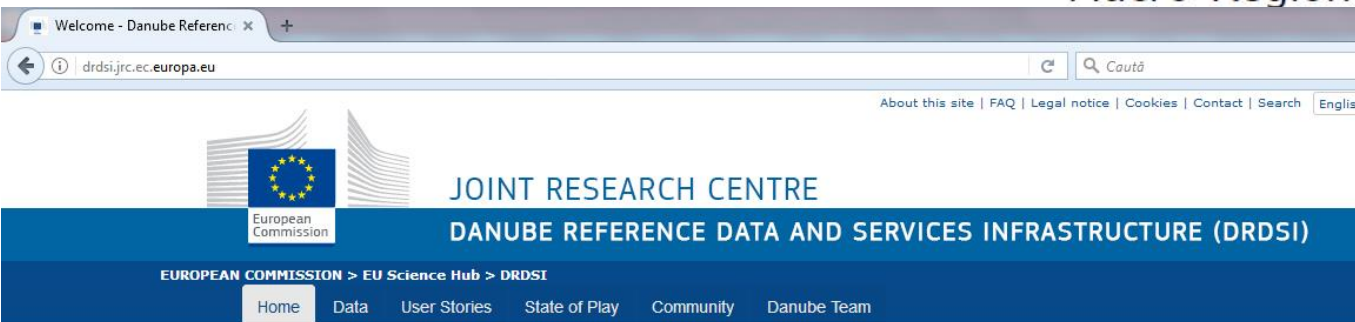 Welcome - Danube Referenc
drdsi.jrc.ec.europa.eu
Caută
About this site | FAQ | Legal notice | Cookies | Contact | Search Englis
JOINT RESEARCH CENTRE
European
Commission
DANUBE REFERENCE DATA AND SERVICES INFRASTRUCTURE (DRDSI)
EUROPEAN COMMISSION > EU Science Hub > DRDSI
Home Data User Stories State of Play Community Danube Team